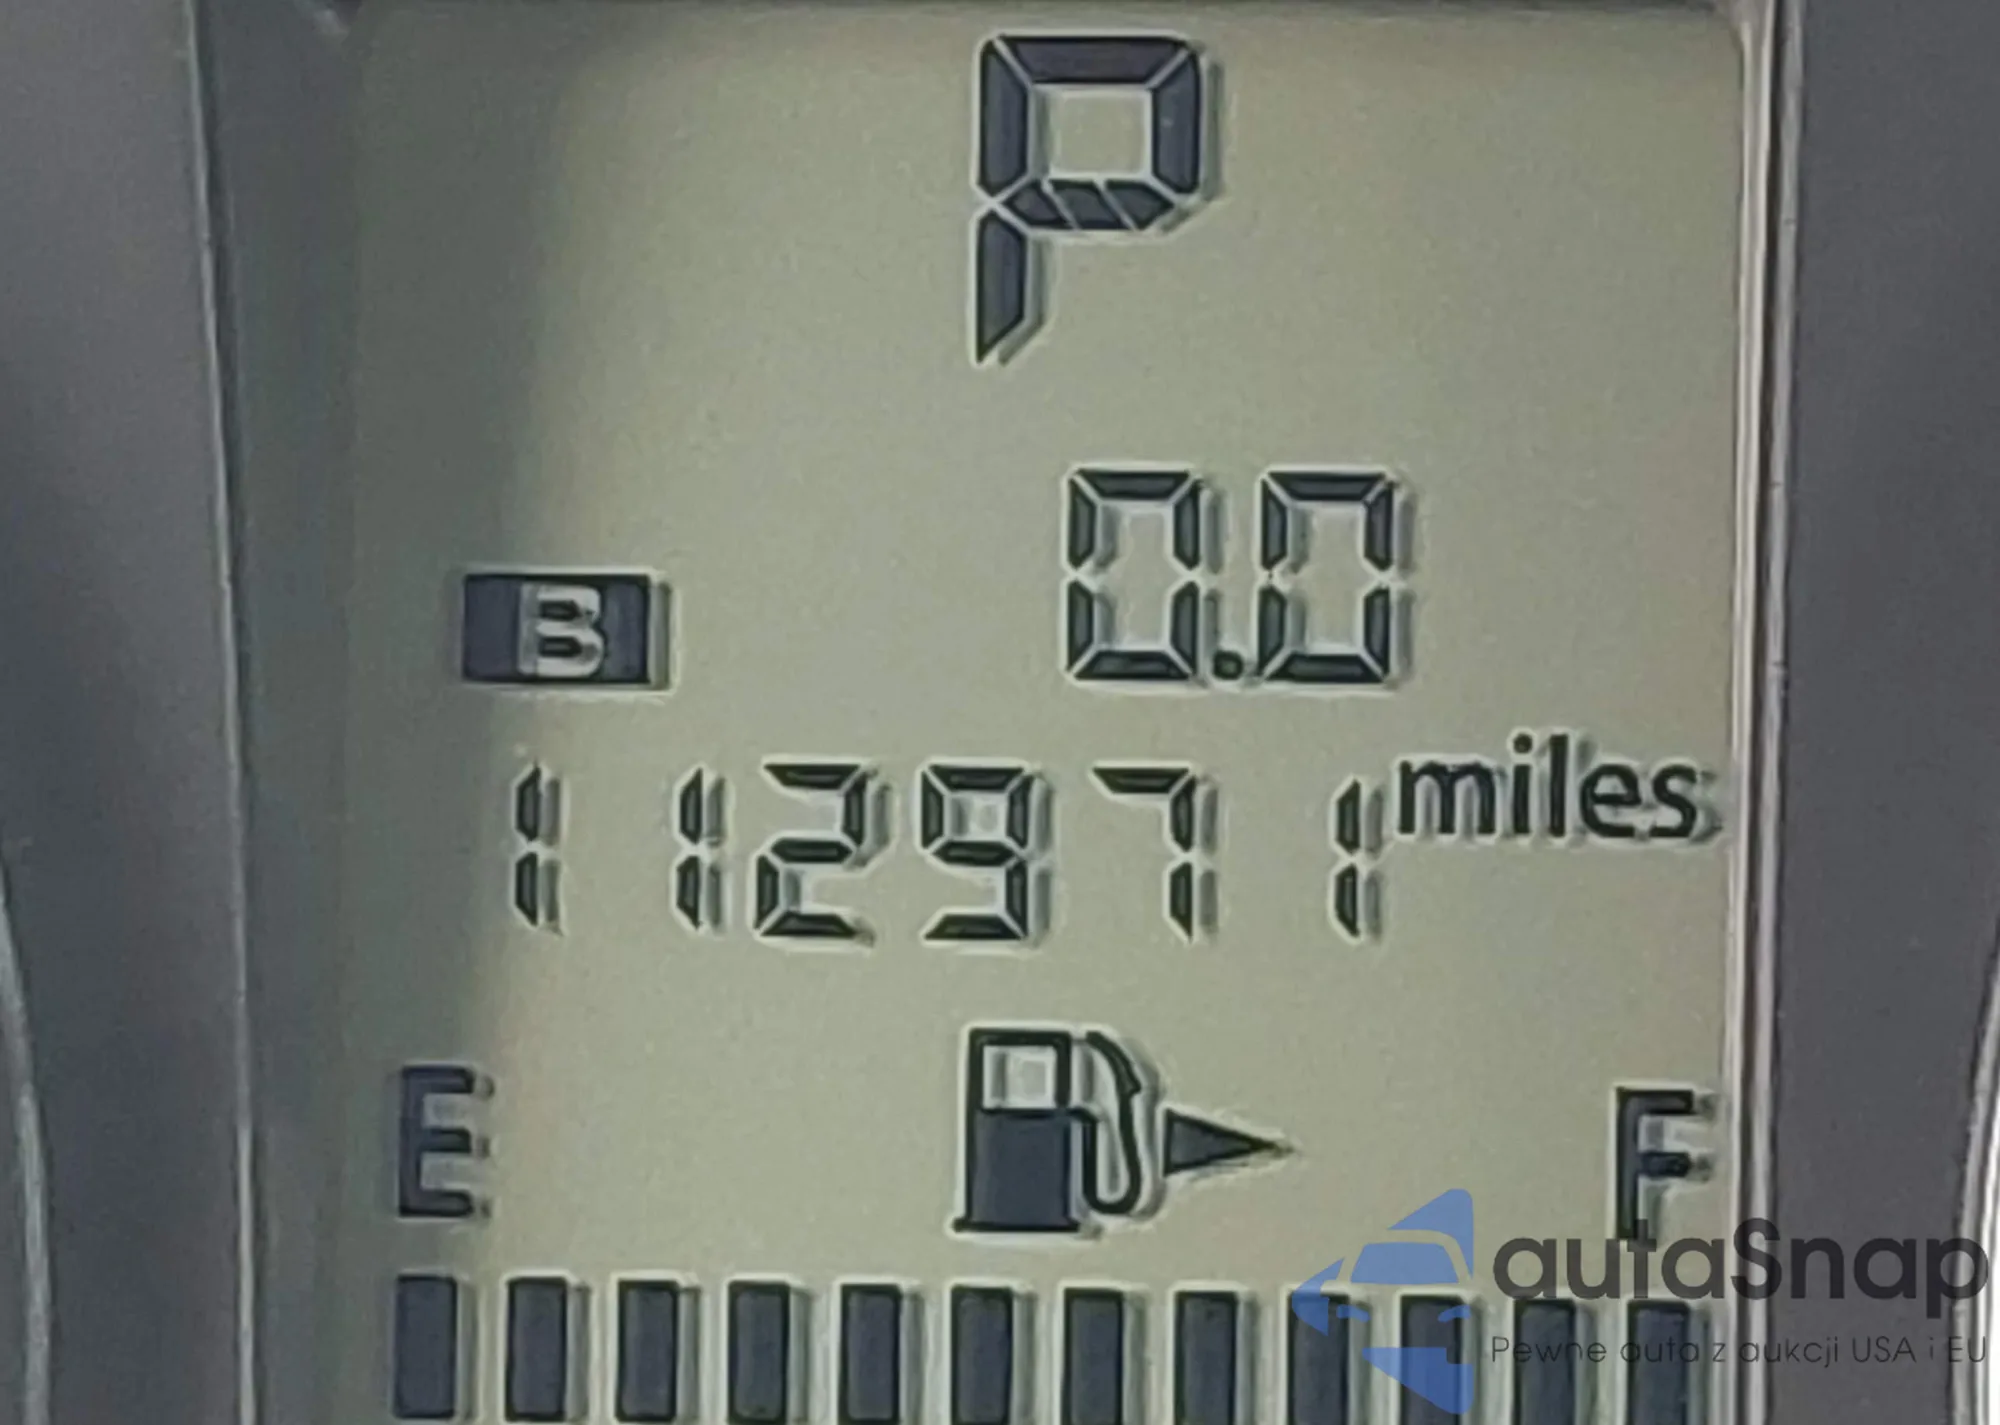 P
0.0
B
112971 miles
E F
autaSnap
Pewne auta z aukcji USA i EU